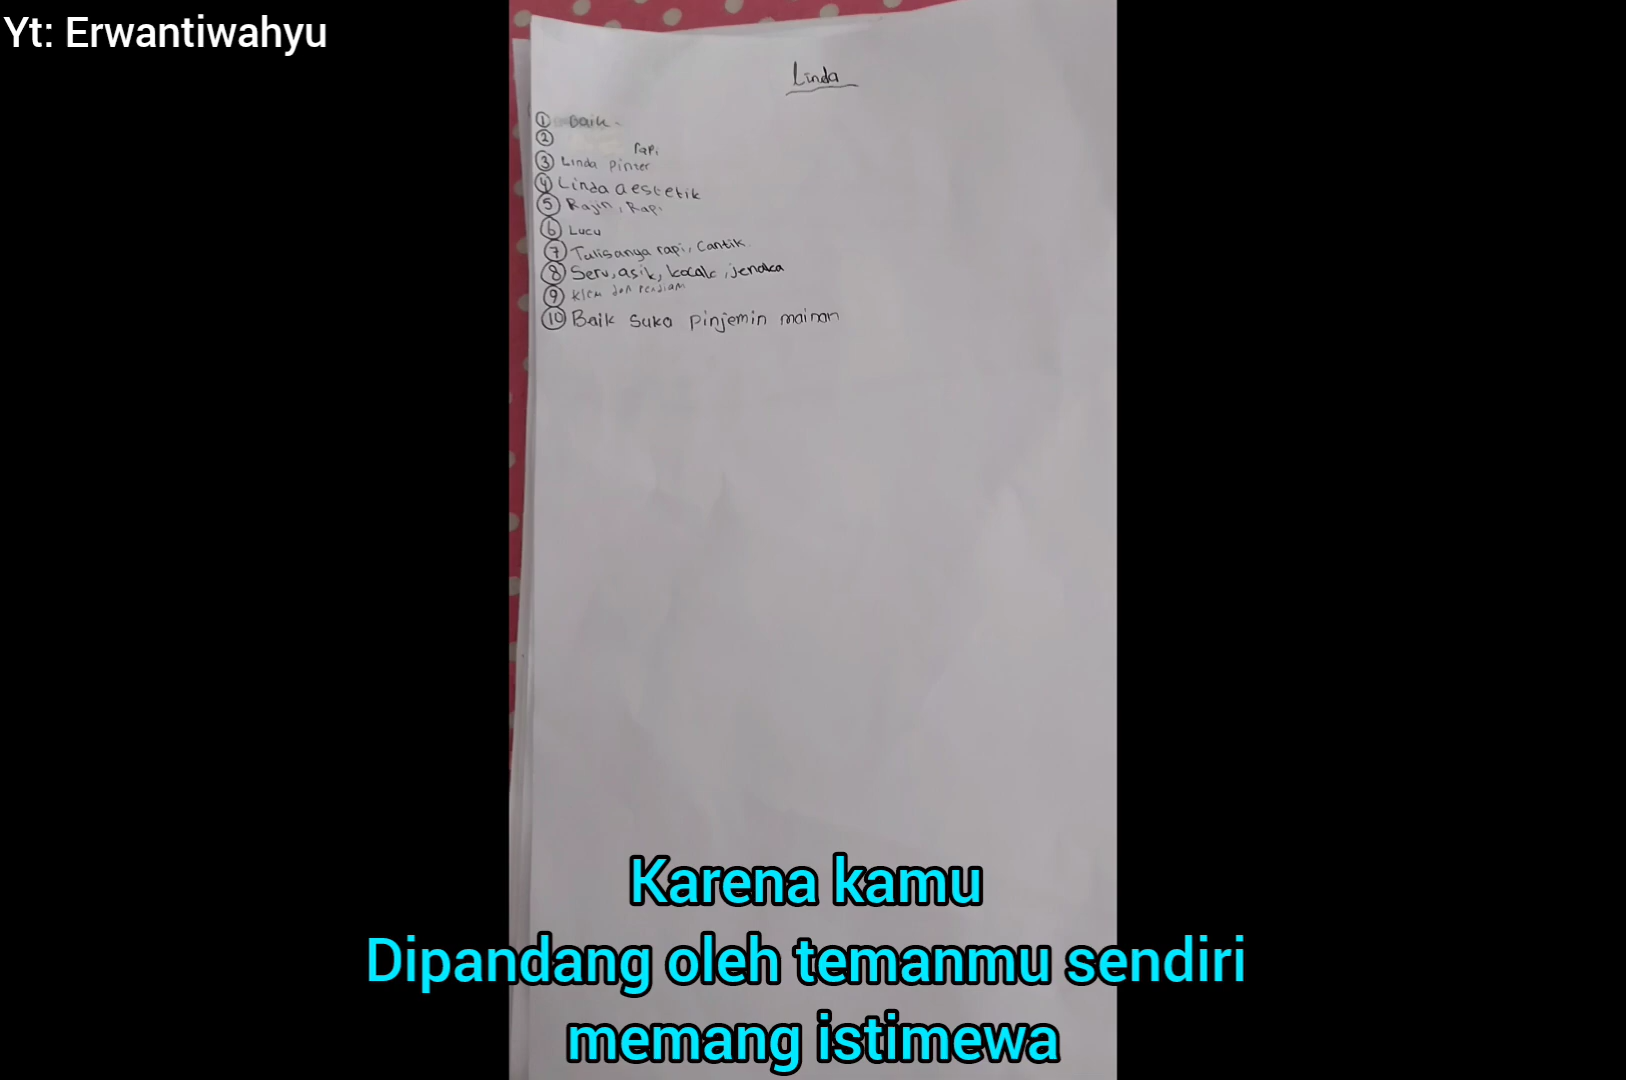 Yt: Erwantiwahyu
Linda
① Baik
②
rapi
③ Linda pinter
④ Linda aestetik
⑤ Rajin, Rapi
⑥ Lucu
⑦ Tulisanya rapi, Cantik
⑧ Seru, asik, kocak, jenaka
⑨ dan pendiam
⑩ Baik suka pinjemin mainan
Karena kamu
Dipandang oleh temanmu sendiri
memang istimewa